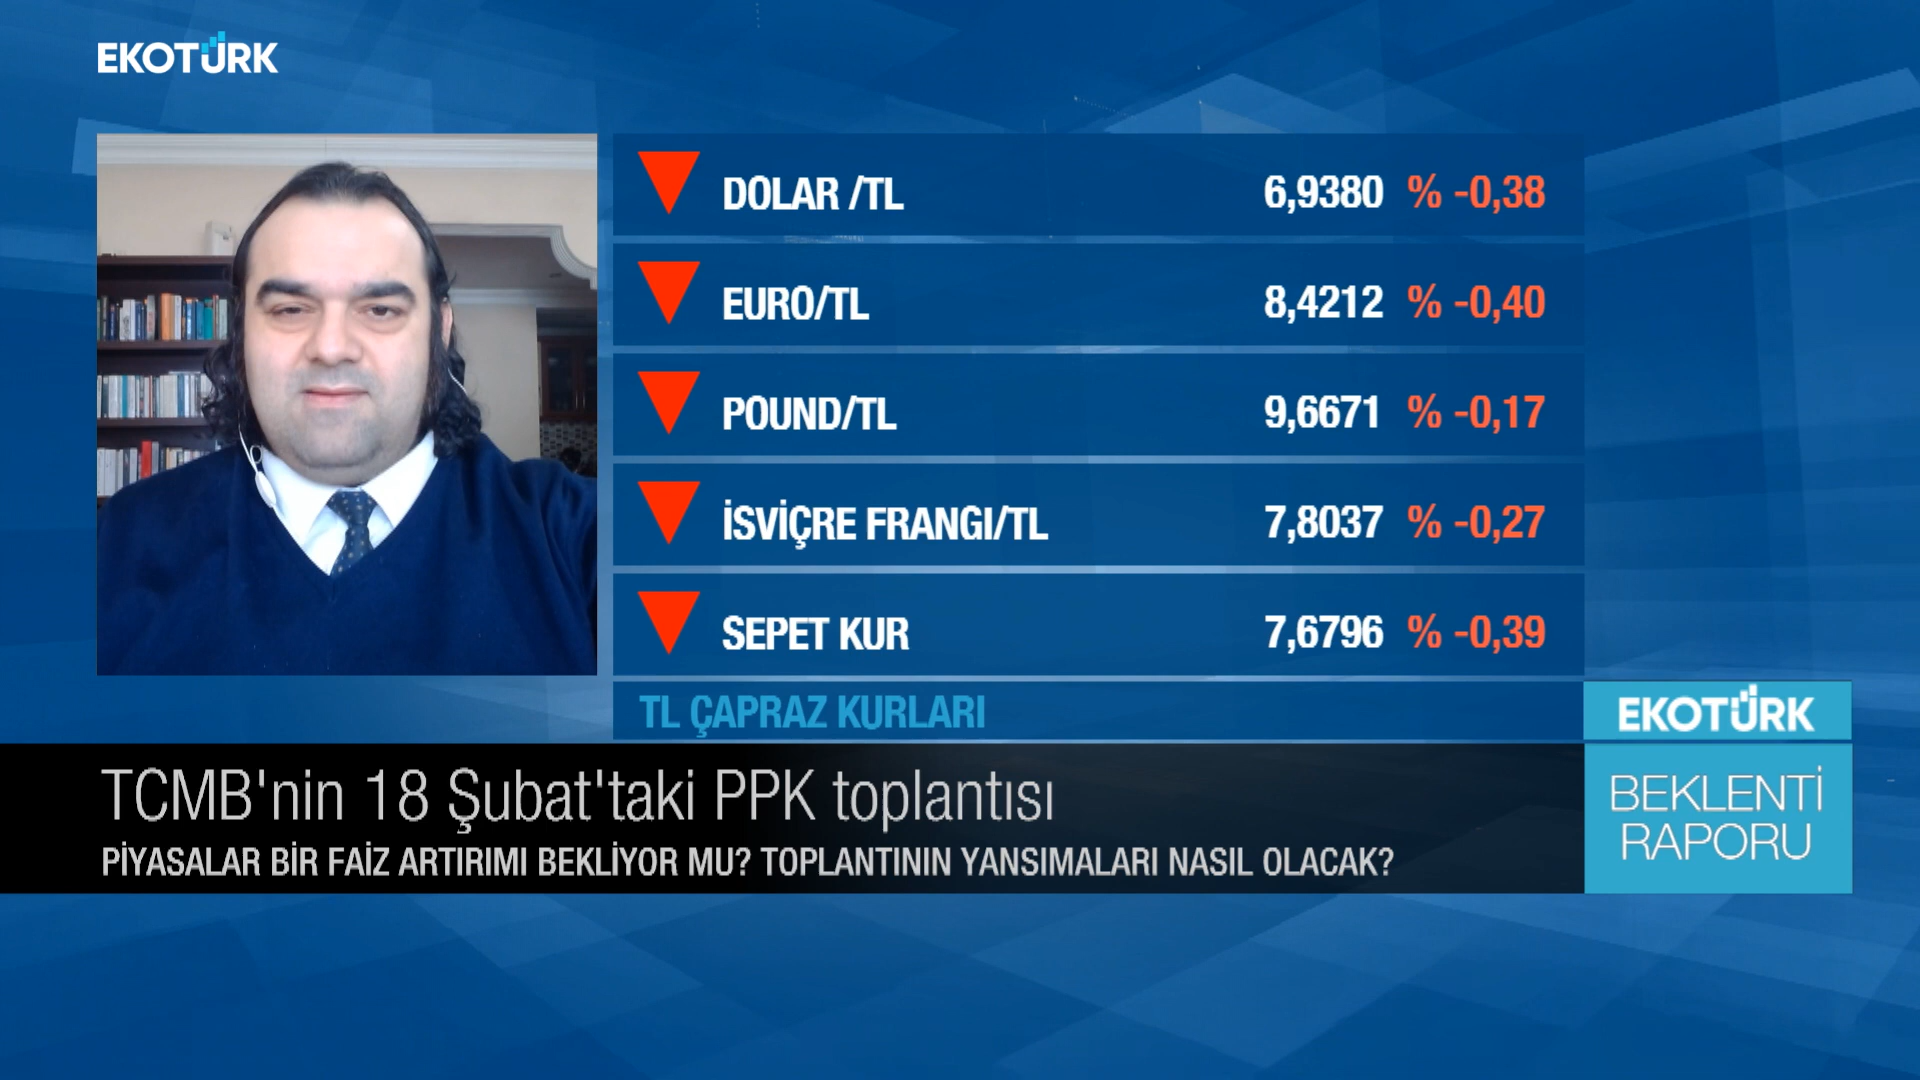 EKOTÜRK
DOLAR /TL 6,9380 % -0,38
EURO/TL 8,4212 % -0,40
POUND/TL 9,6671 % -0,17
İSVİÇRE FRANGI/TL 7,8037 % -0,27
SEPET KUR 7,6796 % -0,39
TL ÇAPRAZ KURLARI
EKOTÜRK
TCMB'nin 18 Şubat'taki PPK toplantısı
PİYASALAR BİR FAİZ ARTIRIMI BEKLİYOR MU? TOPLANTININ YANSIMALARI NASIL OLACAK?
BEKLENTİ
RAPORU